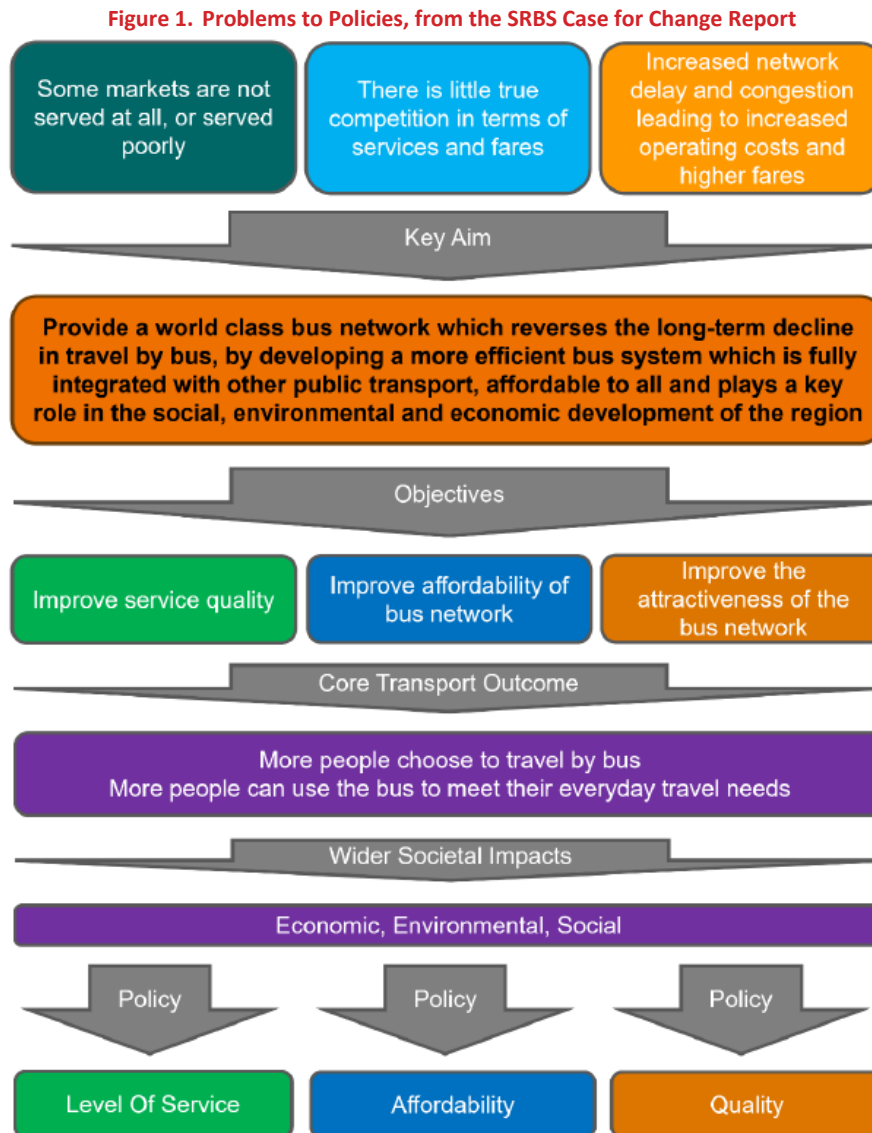 Figure 1. Problems to Policies, from the SRBS Case for Change Report
Some markets are not
served at all, or served
poorly
There is little true
competition in terms of
services and fares
Increased network
delay and congestion
leading to increased
operating costs and
higher fares
Key Aim
Provide a world class bus network which reverses the long-term decline
in travel by bus, by developing a more efficient bus system which is fully
integrated with other public transport, affordable to all and plays a key
role in the social, environmental and economic development of the region
Objectives
Improve service quality
Improve affordability of
bus network
Improve the
attractiveness of the
bus network
Core Transport Outcome
More people choose to travel by bus
More people can use the bus to meet their everyday travel needs
Wider Societal Impacts
Economic, Environmental, Social
Policy
Policy
Policy
Level Of Service
Affordability
Quality